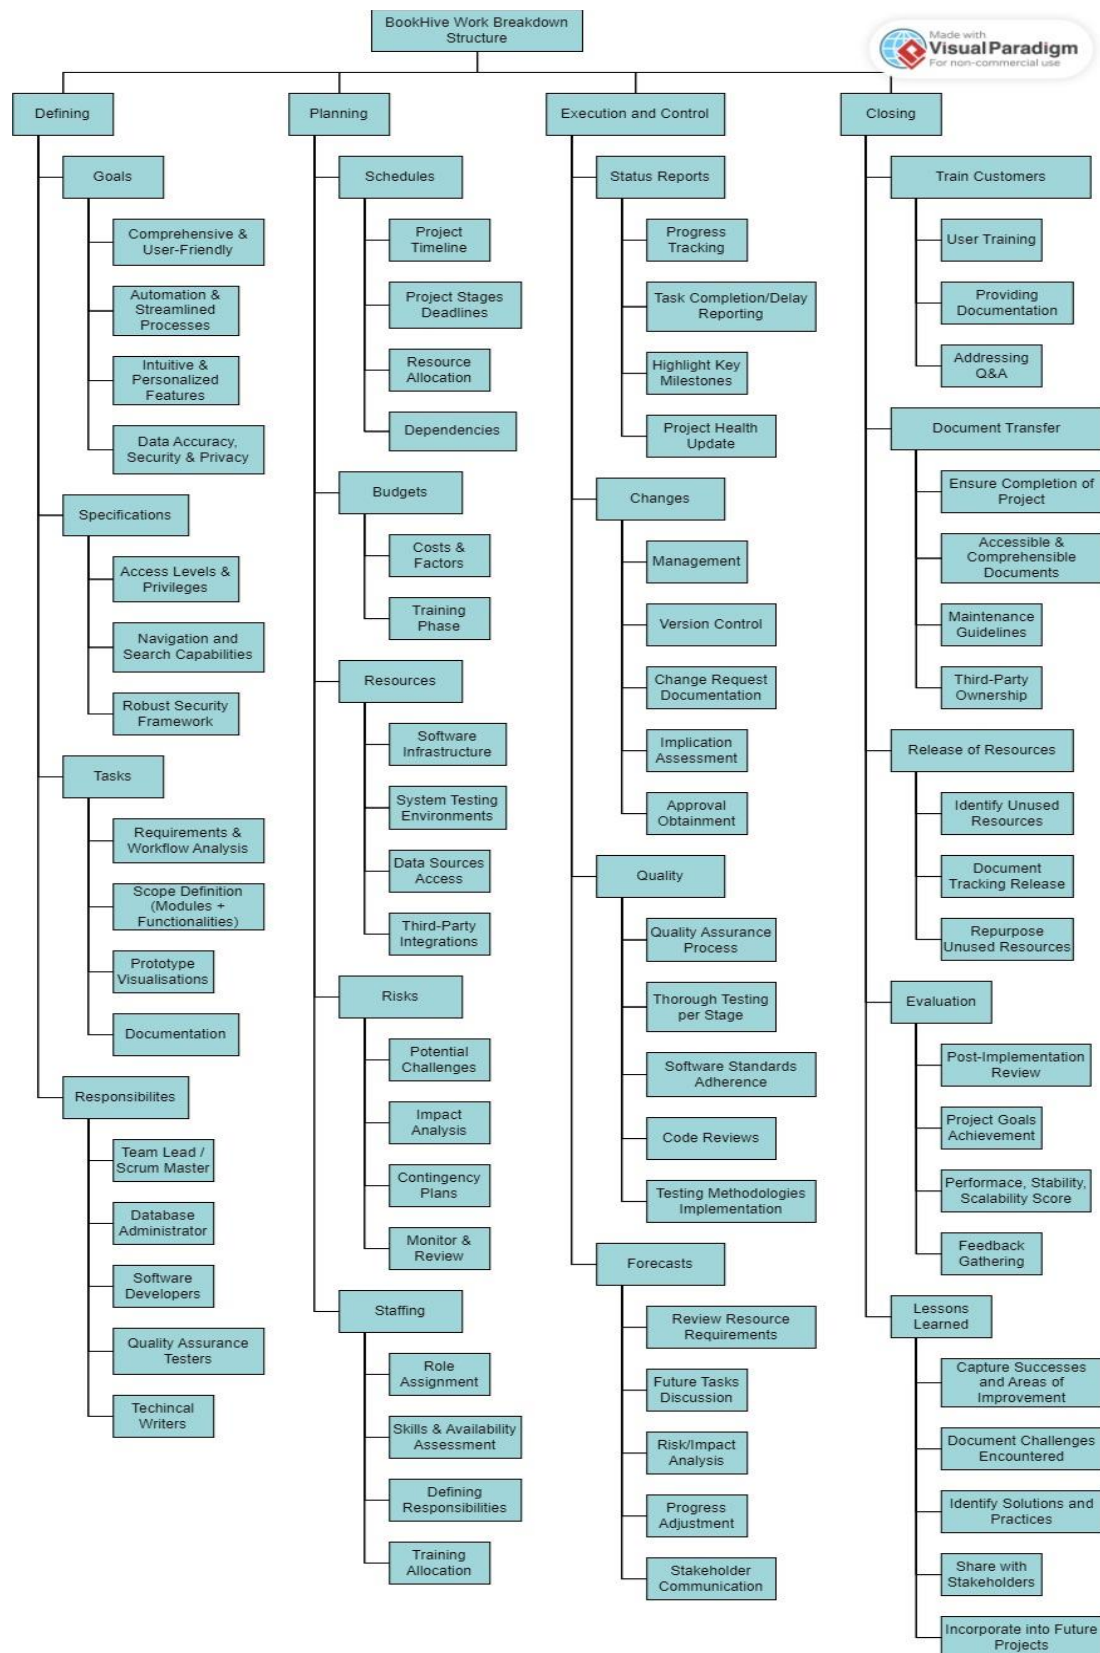 BookHive Work Breakdown
Structure
Made with
Visual Paradigm
For non-commercial use
Defining
Goals
Comprehensive &
User-Friendly
Automation &
Streamlined
Processes
Intuitive &
Personalized
Features
Data Accuracy,
Security & Privacy
Specifications
Access Levels &
Privileges
Navigation and
Search Capabilities
Robust Security
Framework
Tasks
Requirements &
Workflow Analysis
Scope Definition
(Modules +
Functionalities)
Prototype
Visualisations
Documentation
Responsibilites
Team Lead /
Scrum Master
Database
Administrator
Software
Developers
Quality Assurance
Testers
Techincal
Writers
Planning
Schedules
Project
Timeline
Project Stages
Deadlines
Resource
Allocation
Dependencies
Budgets
Costs &
Factors
Training
Phase
Resources
Software
Infrastructure
System Testing
Environments
Data Sources
Access
Third-Party
Integrations
Risks
Potential
Challenges
Impact
Analysis
Contingency
Plans
Monitor &
Review
Staffing
Role
Assignment
Skills & Availability
Assessment
Defining
Responsibilities
Training
Allocation
Execution and Control
Status Reports
Progress
Tracking
Task Completion/Delay
Reporting
Highlight Key
Milestones
Project Health
Update
Changes
Management
Version Control
Change Request
Documentation
Implication
Assessment
Approval
Obtainment
Quality
Quality Assurance
Process
Thorough Testing
per Stage
Software Standards
Adherence
Code Reviews
Testing Methodologies
Implementation
Forecasts
Review Resource
Requirements
Future Tasks
Discussion
Risk/Impact
Analysis
Progress
Adjustment
Stakeholder
Communication
Closing
Train Customers
User Training
Providing
Documentation
Addressing
Q&A
Document Transfer
Ensure Completion of
Project
Accessible &
Comprehensible
Documents
Maintenance
Guidelines
Third-Party
Ownership
Release of Resources
Identify Unused
Resources
Document
Tracking Release
Repurpose
Unused Resources
Evaluation
Post-Implementation
Review
Project Goals
Achievement
Performace, Stability,
Scalability Score
Feedback
Gathering
Lessons
Learned
Capture Successes
and Areas of
Improvement
Document Challenges
Encountered
Identify Solutions and
Practices
Share with
Stakeholders
Incorporate into Future
Projects